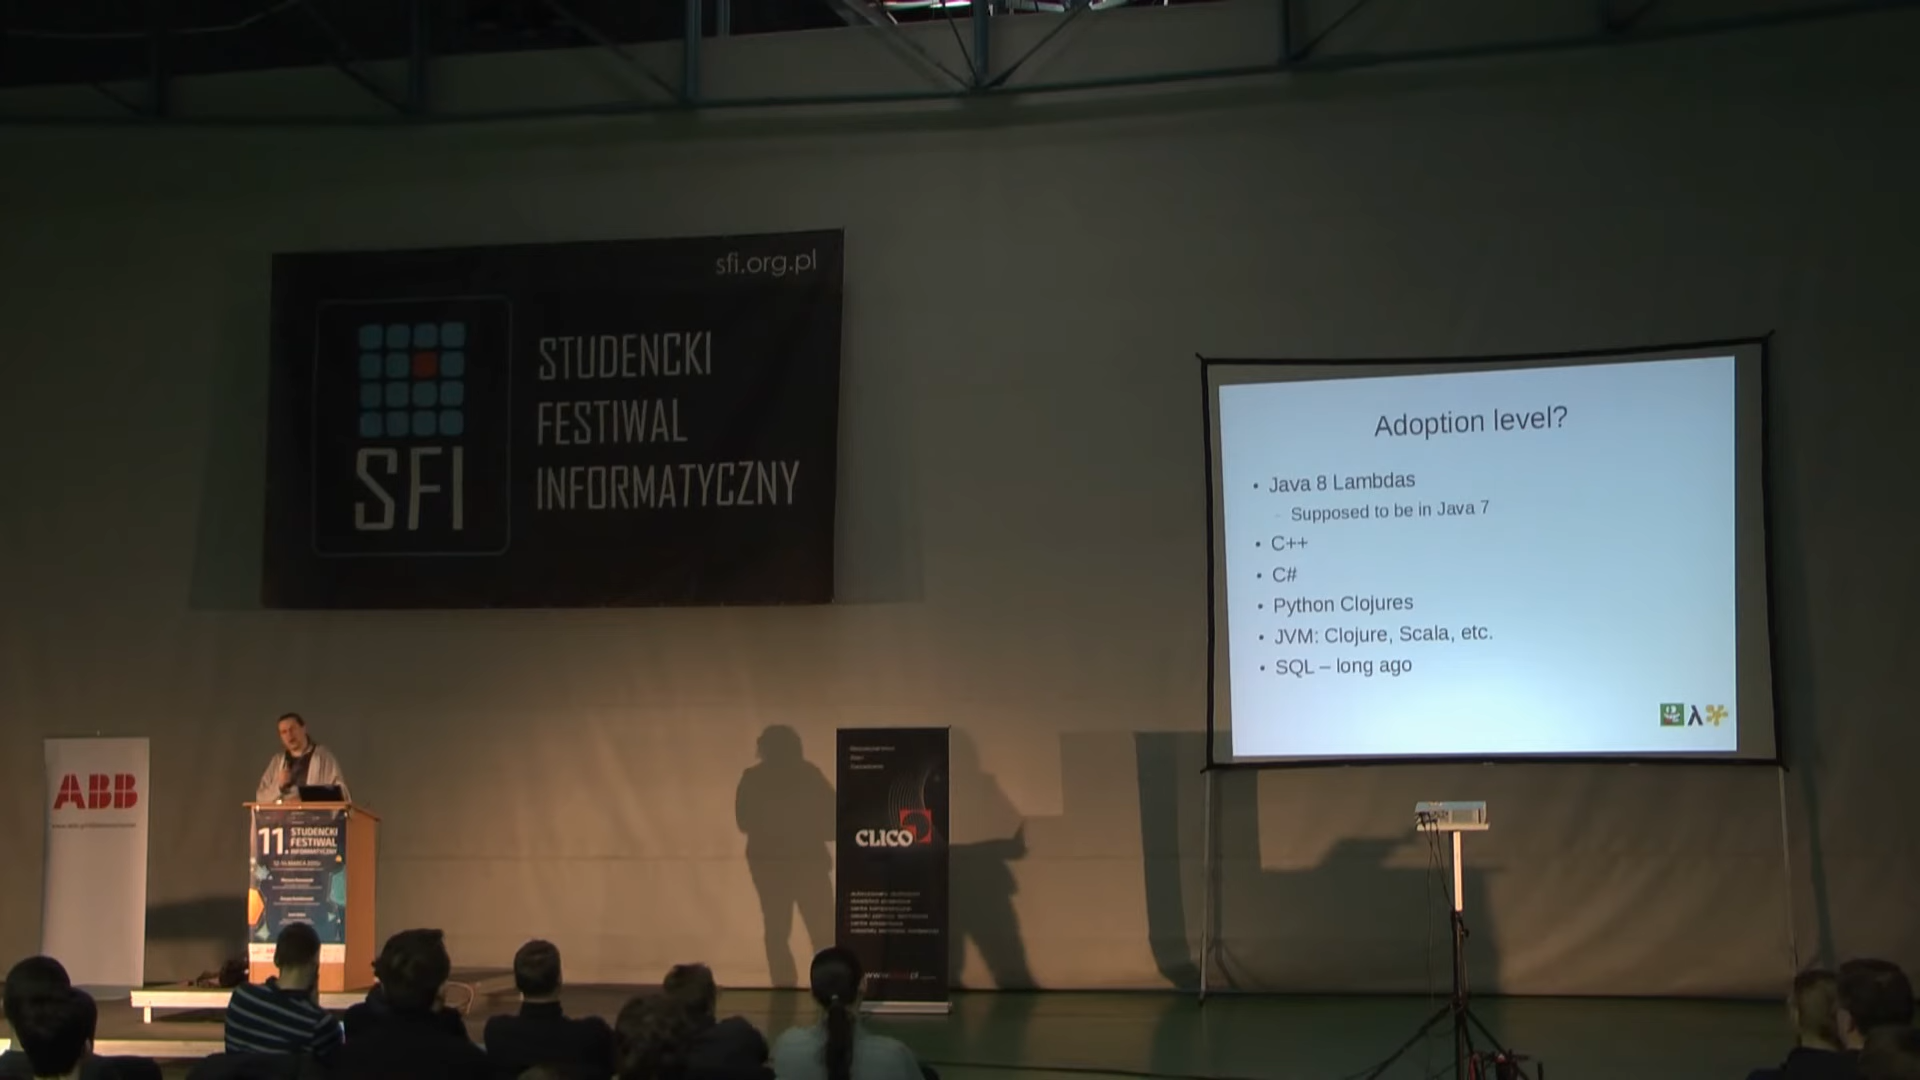 sfi.org.pl
STUDENCKI
FESTIWAL
INFORMATYCZNY
SFI
Adoption level?
• Java 8 Lambdas
– Supposed to be in Java 7
• C++
• C#
• Python Clojures
• JVM: Clojure, Scala, etc.
• SQL – long ago
λ
ABB
11. STUDENCKI
FESTIWAL
INFORMATYCZNY
CLICO